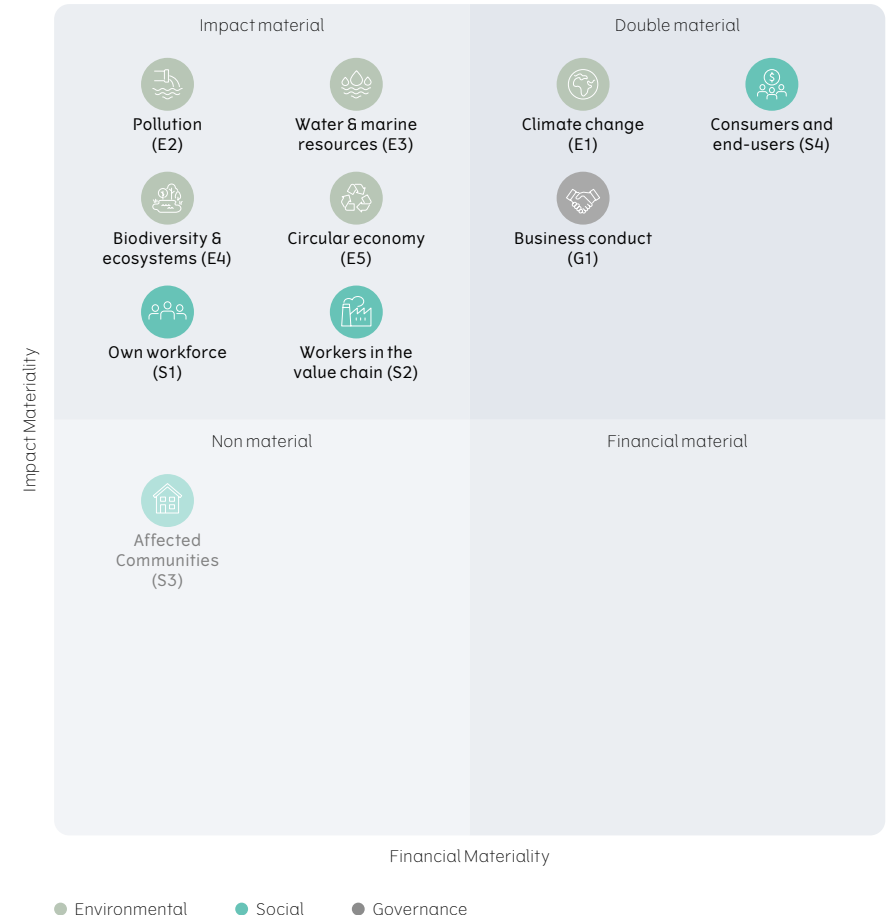 Impact material
Double material
Pollution
(E2)
Water & marine
resources (E3)
Climate change
(E1)
$
Consumers and
end-users (S4)
Biodiversity &
ecosystems (E4)
Circular economy
(E5)
Business conduct
(G1)
Own workforce
(S1)
Workers in the
value chain (S2)
Impact Materiality
Non material
Financial material
Affected
Communities
(S3)
Financial Materiality
Environmental
Social
Governance